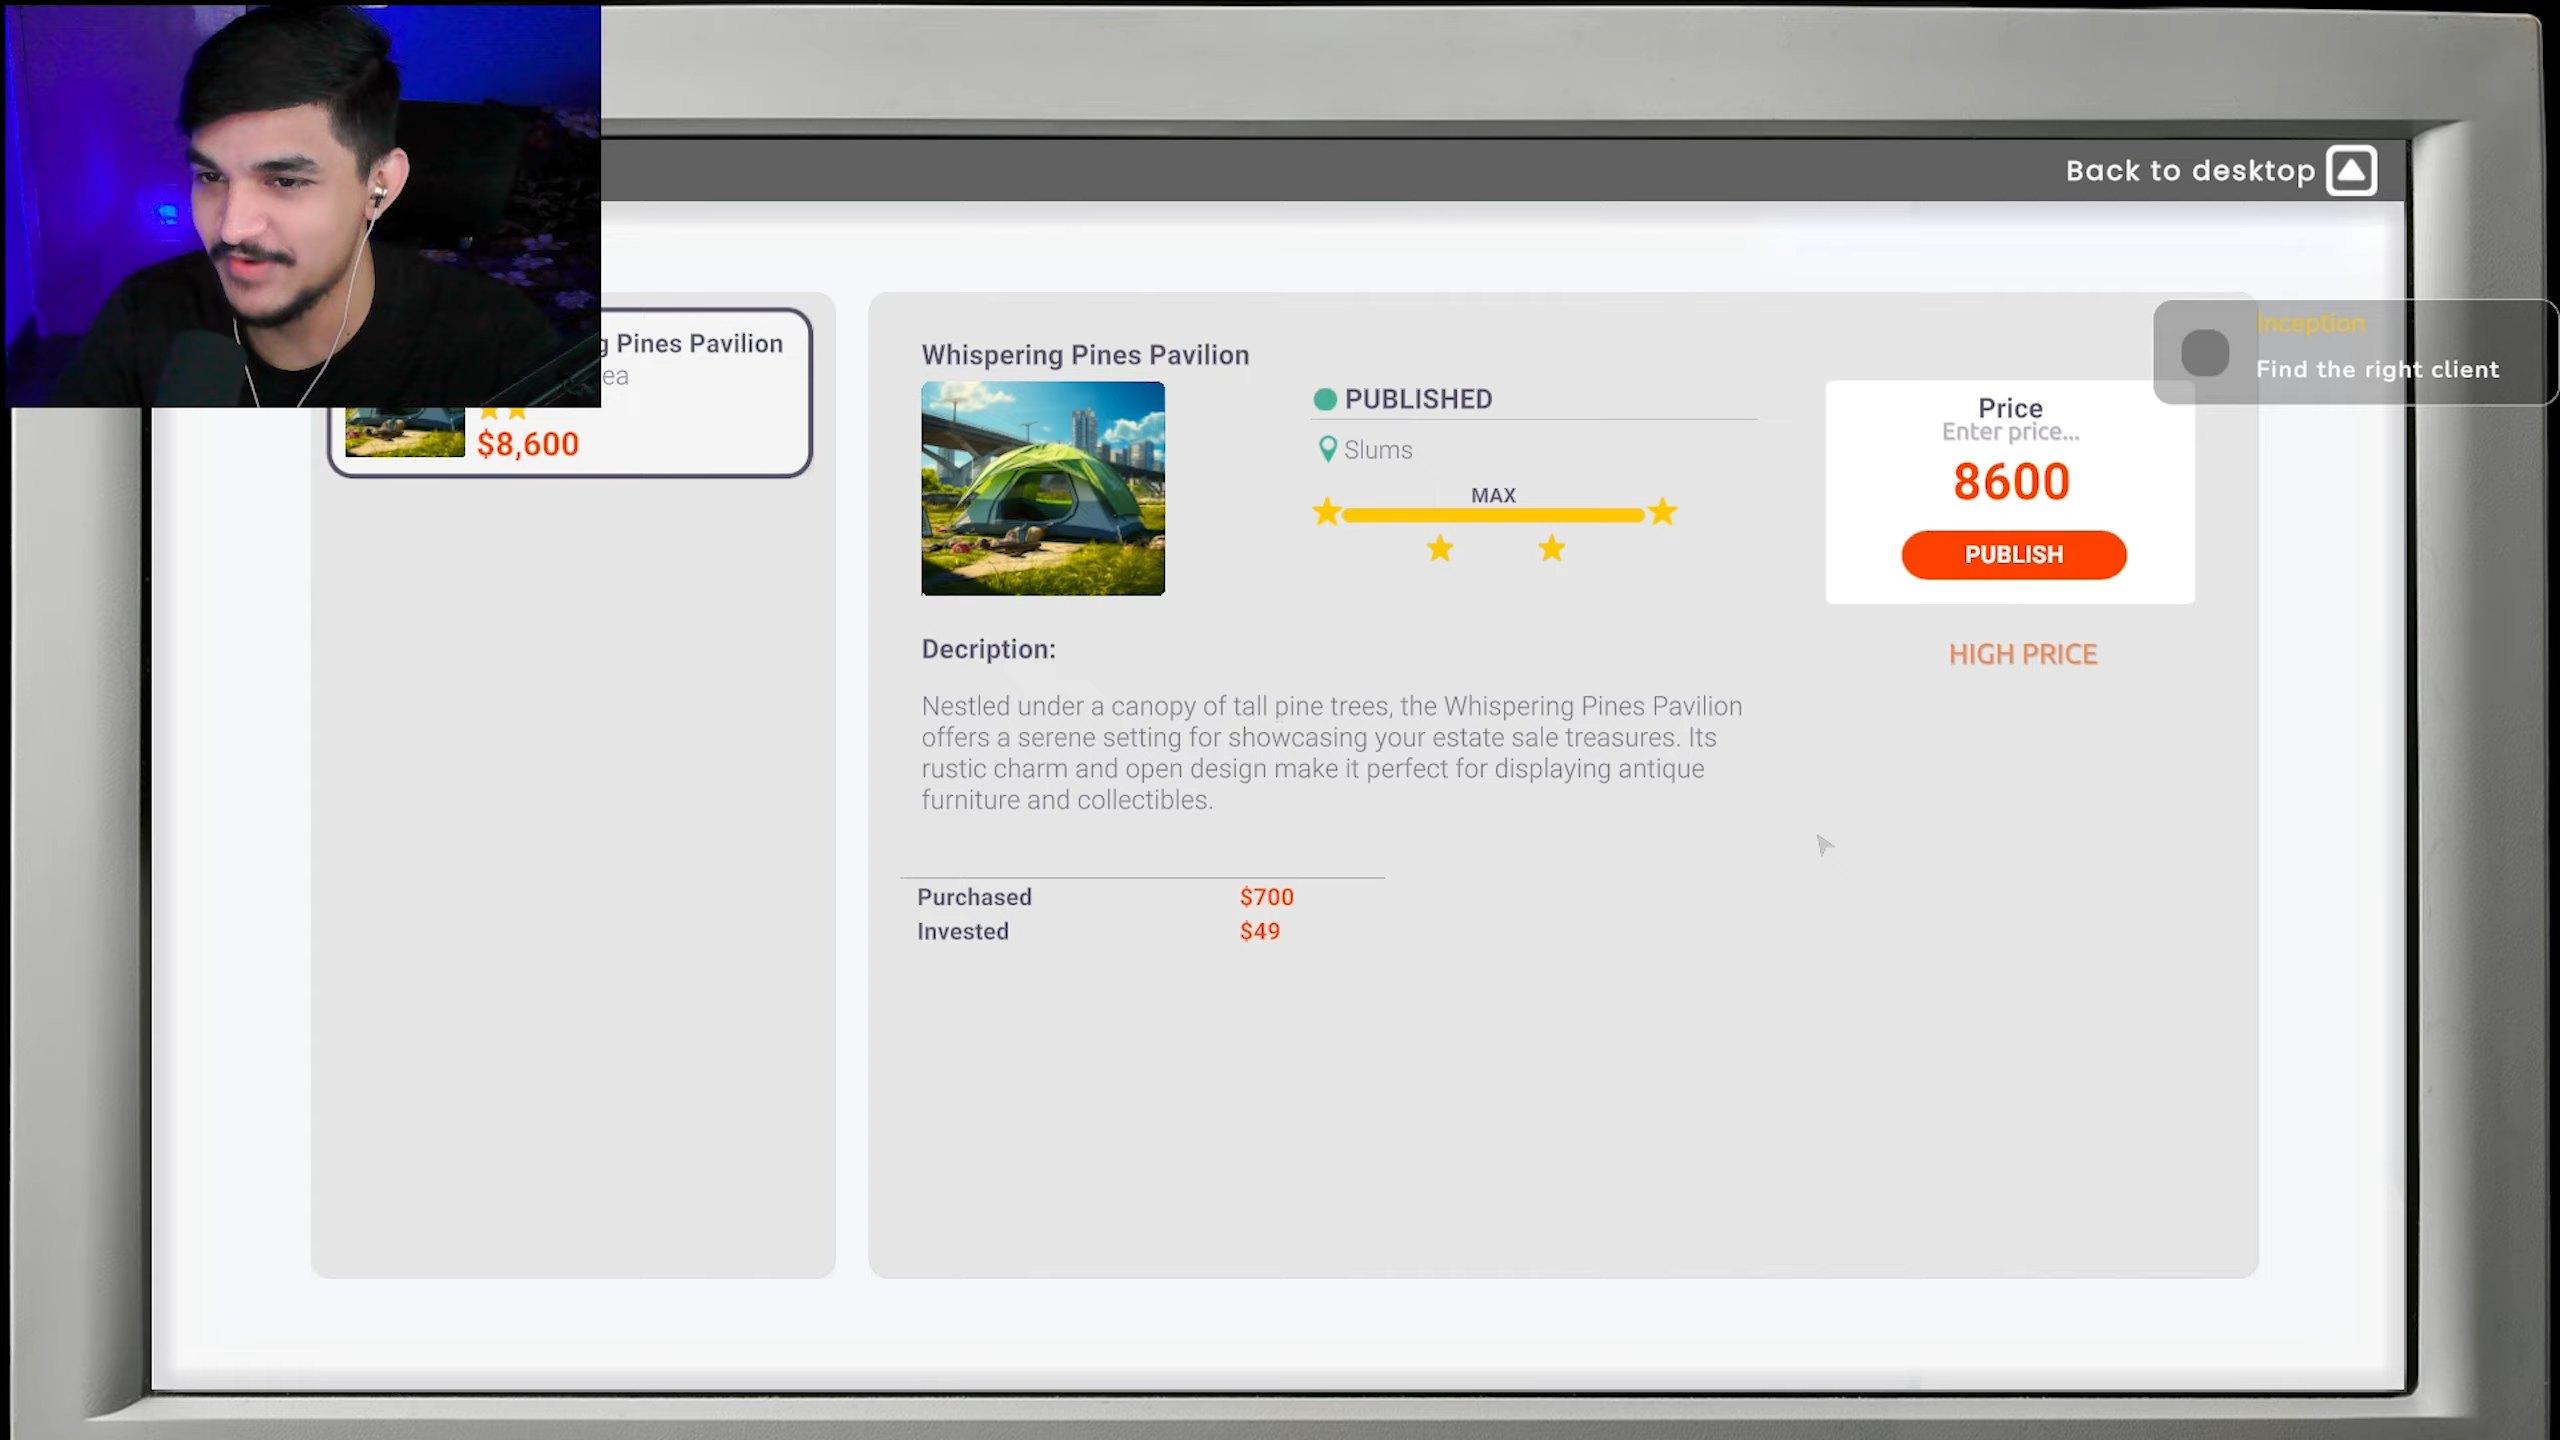 Back to desktop
g Pines Pavilion
ea
$8,600
Whispering Pines Pavilion
PUBLISHED
Slums
MAX
Price
Enter price...
8600
PUBLISH
HIGH PRICE
Inception
Find the right client
Decription:
Nestled under a canopy of tall pine trees, the Whispering Pines Pavilion
offers a serene setting for showcasing your estate sale treasures. Its
rustic charm and open design make it perfect for displaying antique
furniture and collectibles.
Purchased $700
Invested $49